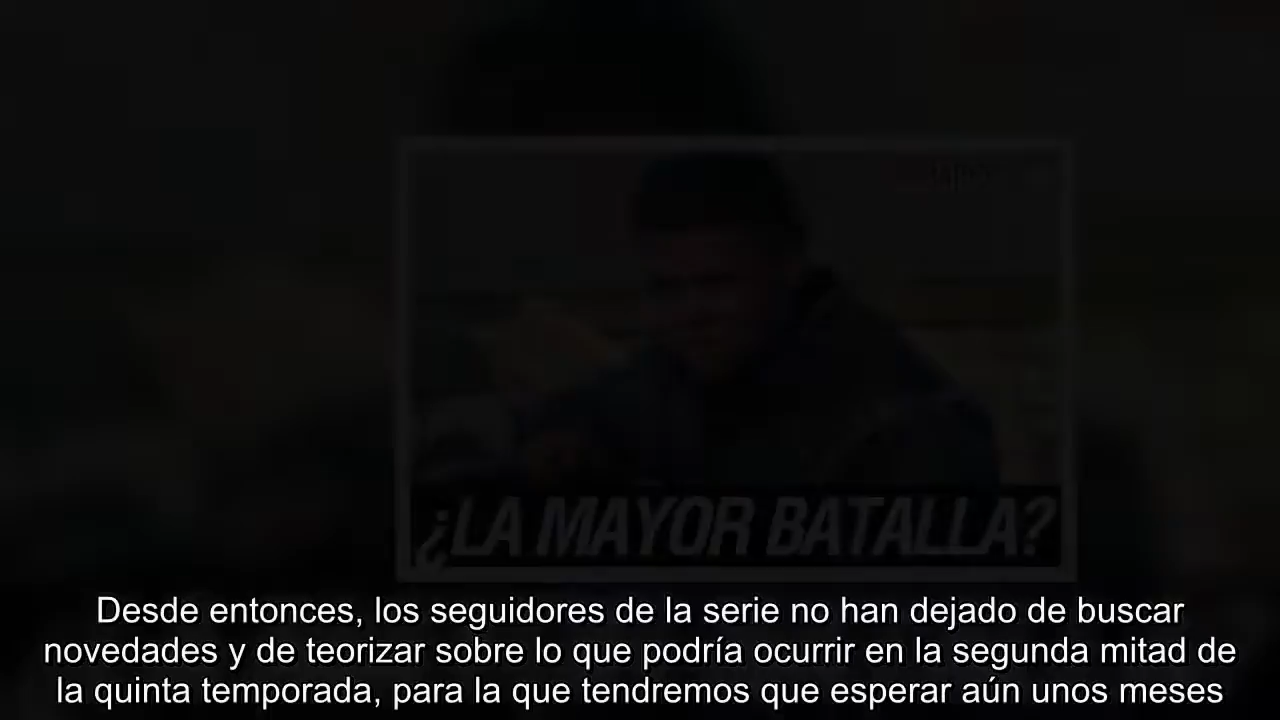 ¿LA MAYOR BATALLA?
Desde entonces, los seguidores de la serie no han dejado de buscar
novedades y de teorizar sobre lo que podría ocurrir en la segunda mitad de
la quinta temporada, para la que tendremos que esperar aún unos meses